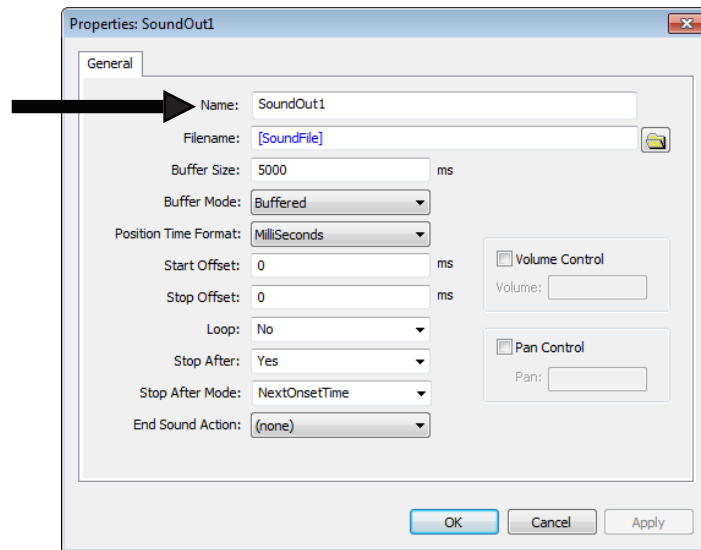 Properties: SoundOut1
General
Name: SoundOut1
Filename: [SoundFile]
Buffer Size: 5000 ms
Buffer Mode: Buffered
Position Time Format: MilliSeconds
Start Offset: 0 ms
Stop Offset: 0 ms
Loop: No
Stop After: Yes
Stop After Mode: NextOnsetTime
End Sound Action: (none)
Volume Control
Volume:
Pan Control
Pan:
OK Cancel Apply